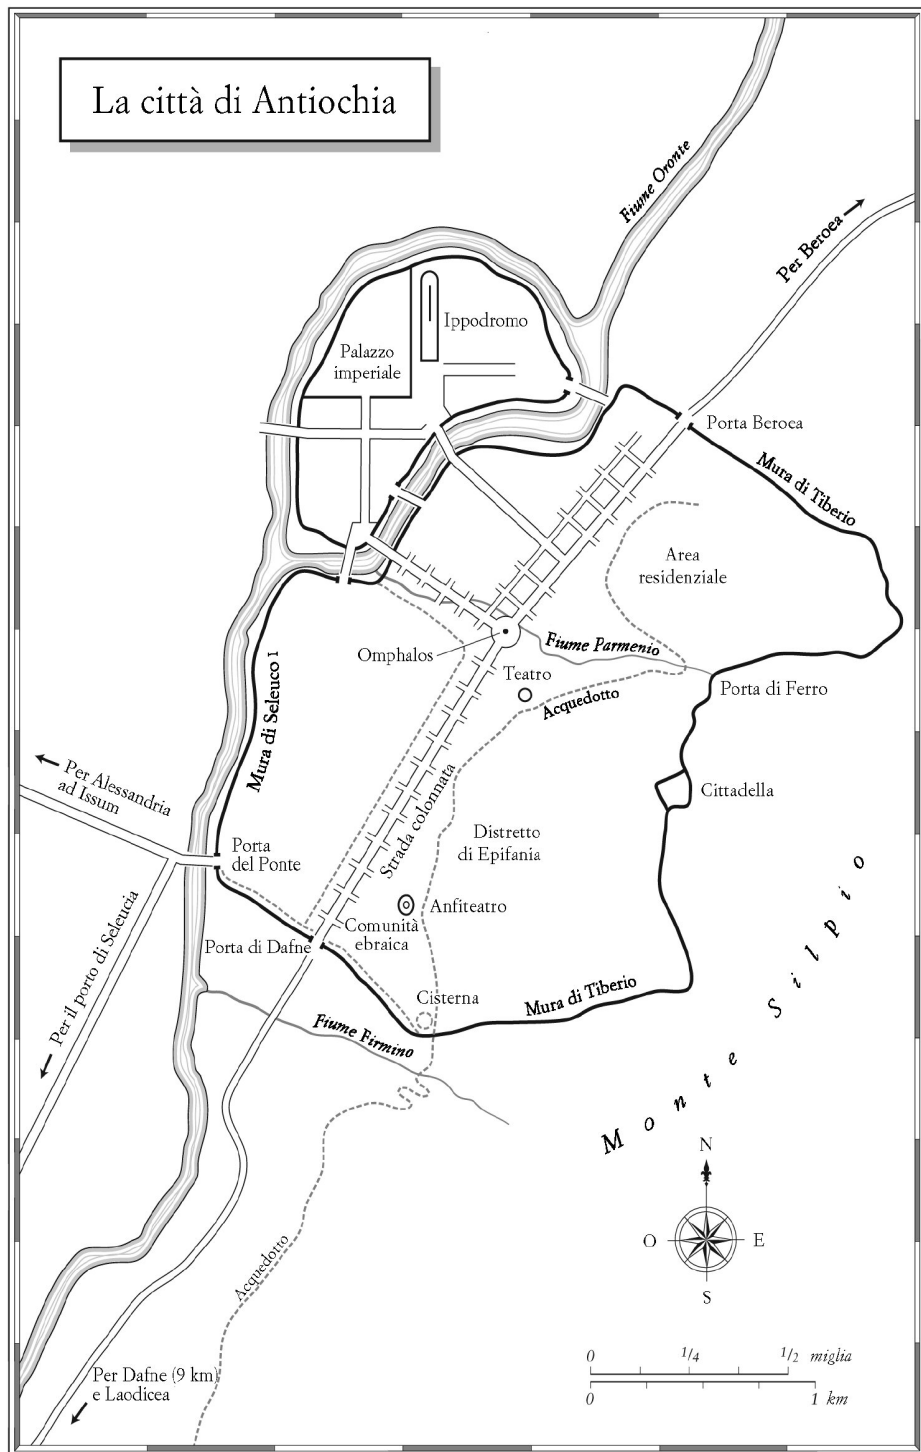 La città di Antiochia
Fiume Oronte
Per Beroea
Ippodromo
Palazzo
imperiale
Porta Beroea
Mura di Tiberio
Area
residenziale
Omphalos
Fiume Parmenio
Teatro
Acquedotto
Porta di Ferro
Mura di Seleuco I
Per Alessandria
ad Issum
Cittadella
Strada colonnata
Distretto
di Epifania
Porta
del Ponte
Anfiteatro
Comunità
ebraica
Porta di Dafne
Per il porto di Seleucia
Cisterna
Mura di Tiberio
Fiume Firmino
Monte Silpio
N
O
E
S
Acquedotto
0 1/4 1/2 miglia
0 1 km
Per Dafne (9 km)
e Laodicea